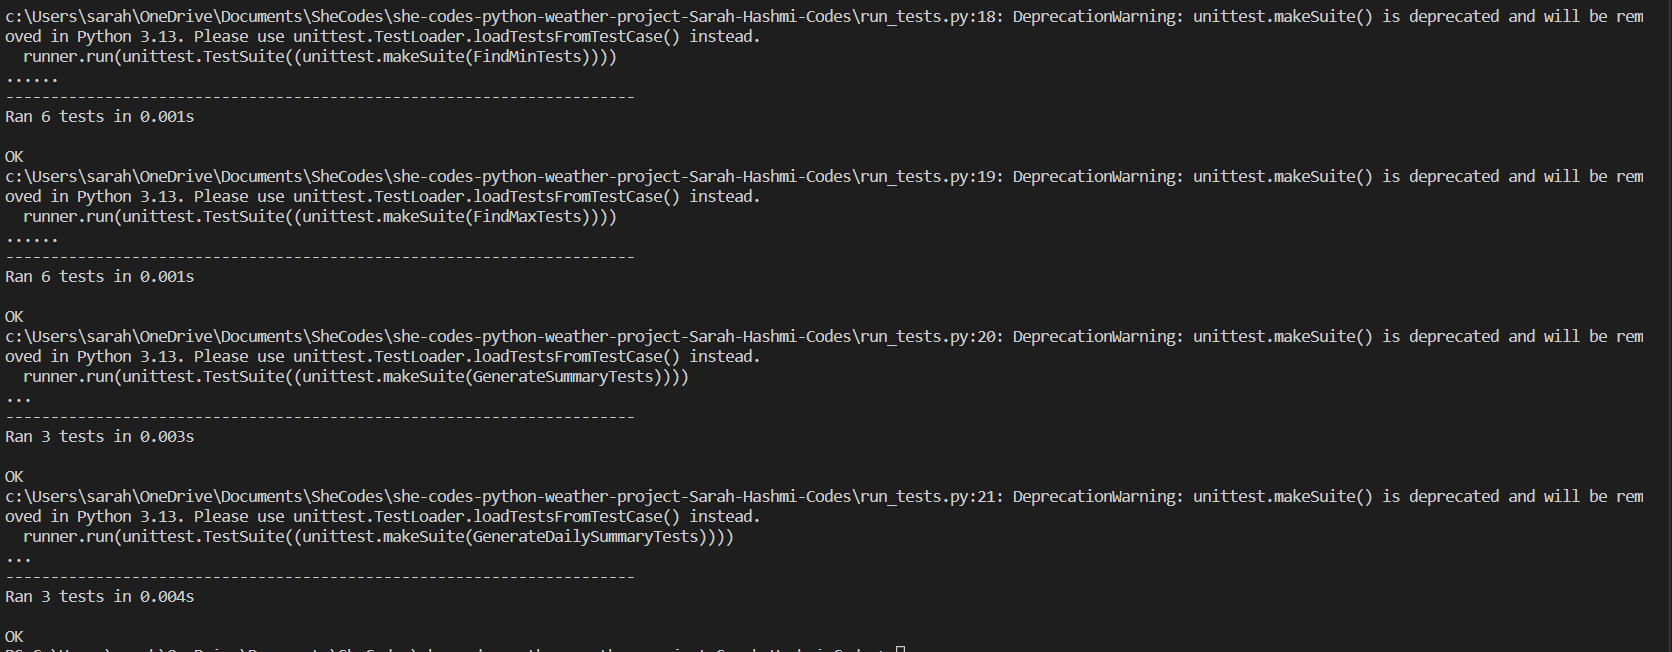 c:\Users\sarah\OneDrive\Documents\SheCodes\she-codes-python-weather-project-Sarah-Hashmi-Codes\run_tests.py:18: DeprecationWarning: unittest.makeSuite() is deprecated and will be rem
oved in Python 3.13. Please use unittest.TestLoader.loadTestsFromTestCase() instead.
  runner.run(unittest.TestSuite((unittest.makeSuite(FindMinTests))))
......
----------------------------------------------------------------------
Ran 6 tests in 0.001s

OK
c:\Users\sarah\OneDrive\Documents\SheCodes\she-codes-python-weather-project-Sarah-Hashmi-Codes\run_tests.py:19: DeprecationWarning: unittest.makeSuite() is deprecated and will be rem
oved in Python 3.13. Please use unittest.TestLoader.loadTestsFromTestCase() instead.
  runner.run(unittest.TestSuite((unittest.makeSuite(FindMaxTests))))
......
----------------------------------------------------------------------
Ran 6 tests in 0.001s

OK
c:\Users\sarah\OneDrive\Documents\SheCodes\she-codes-python-weather-project-Sarah-Hashmi-Codes\run_tests.py:20: DeprecationWarning: unittest.makeSuite() is deprecated and will be rem
oved in Python 3.13. Please use unittest.TestLoader.loadTestsFromTestCase() instead.
  runner.run(unittest.TestSuite((unittest.makeSuite(GenerateSummaryTests))))
...
----------------------------------------------------------------------
Ran 3 tests in 0.003s

OK
c:\Users\sarah\OneDrive\Documents\SheCodes\she-codes-python-weather-project-Sarah-Hashmi-Codes\run_tests.py:21: DeprecationWarning: unittest.makeSuite() is deprecated and will be rem
oved in Python 3.13. Please use unittest.TestLoader.loadTestsFromTestCase() instead.
  runner.run(unittest.TestSuite((unittest.makeSuite(GenerateDailySummaryTests))))
...
----------------------------------------------------------------------
Ran 3 tests in 0.004s

OK